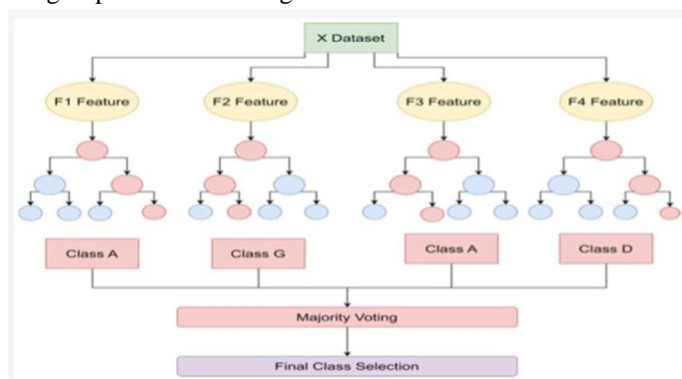 X Dataset
F1 Feature
F2 Feature
F3 Feature
F4 Feature
Class A
Class G
Class A
Class D
Majority Voting
Final Class Selection